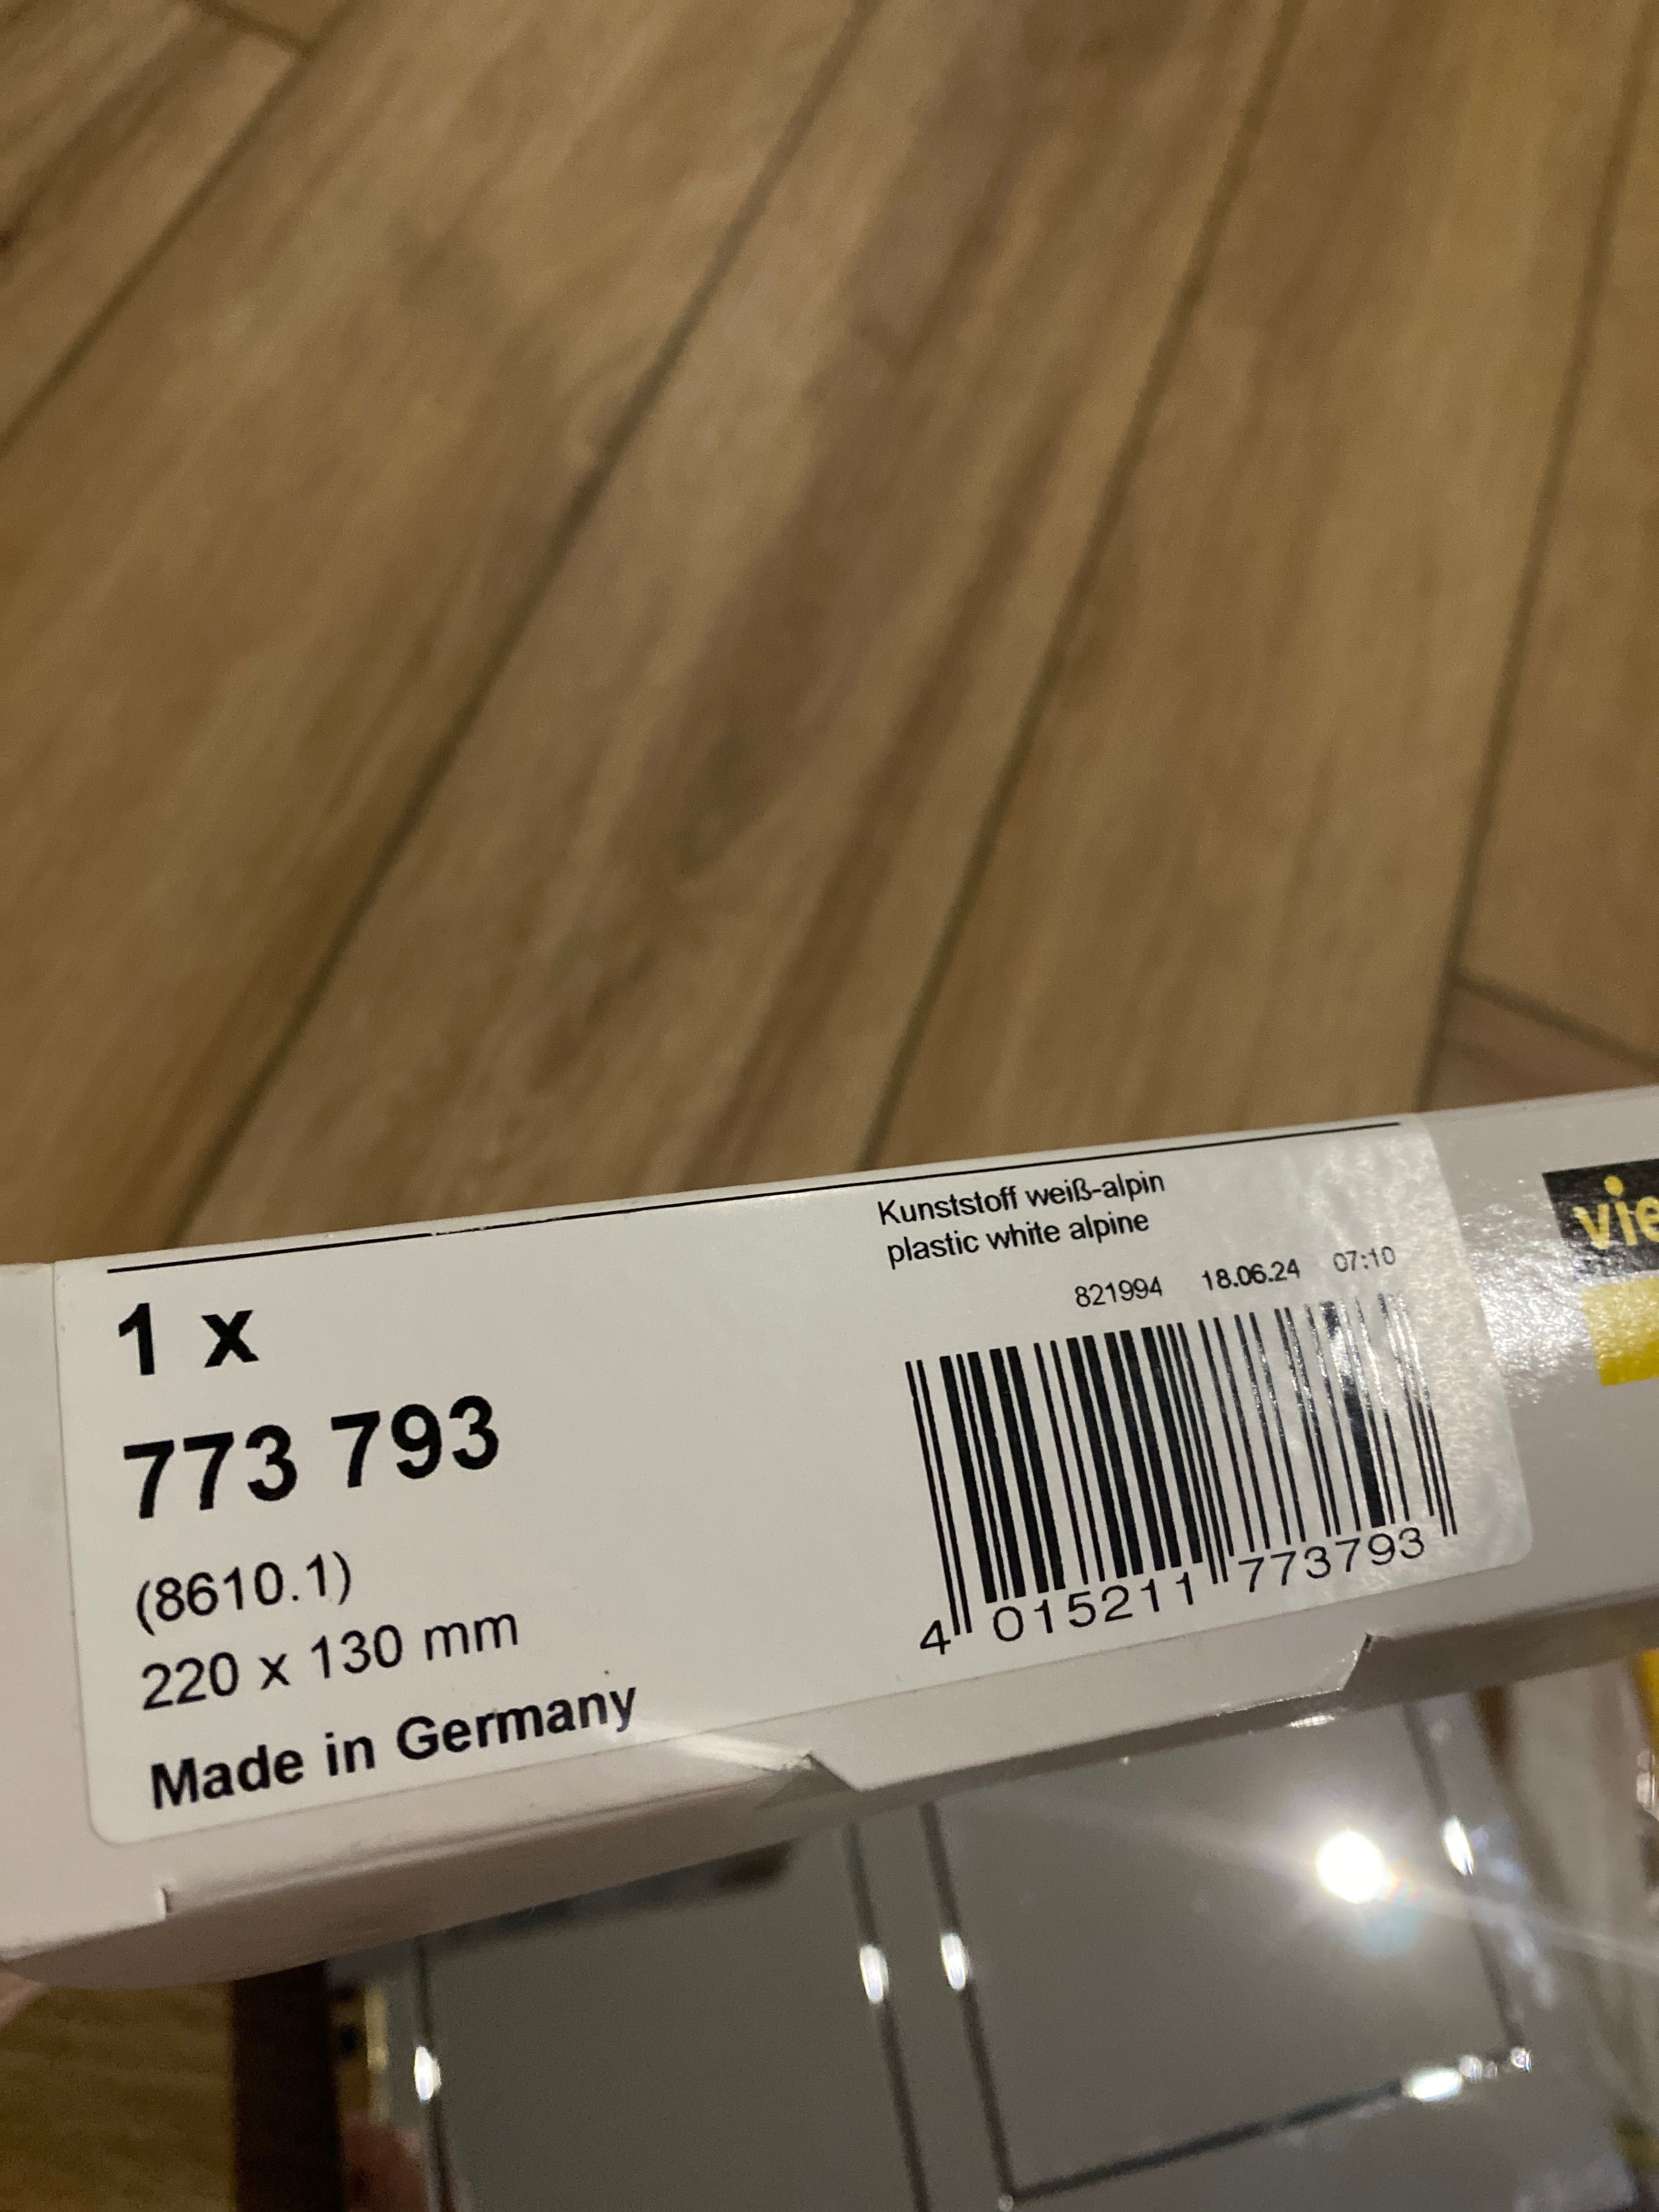 Kunststoff weiß-alpin
plastic white alpine
821994 18.06.24 07:10
1 x
773 793
(8610.1)
220 x 130 mm
Made in Germany
4 015211 773793
vie